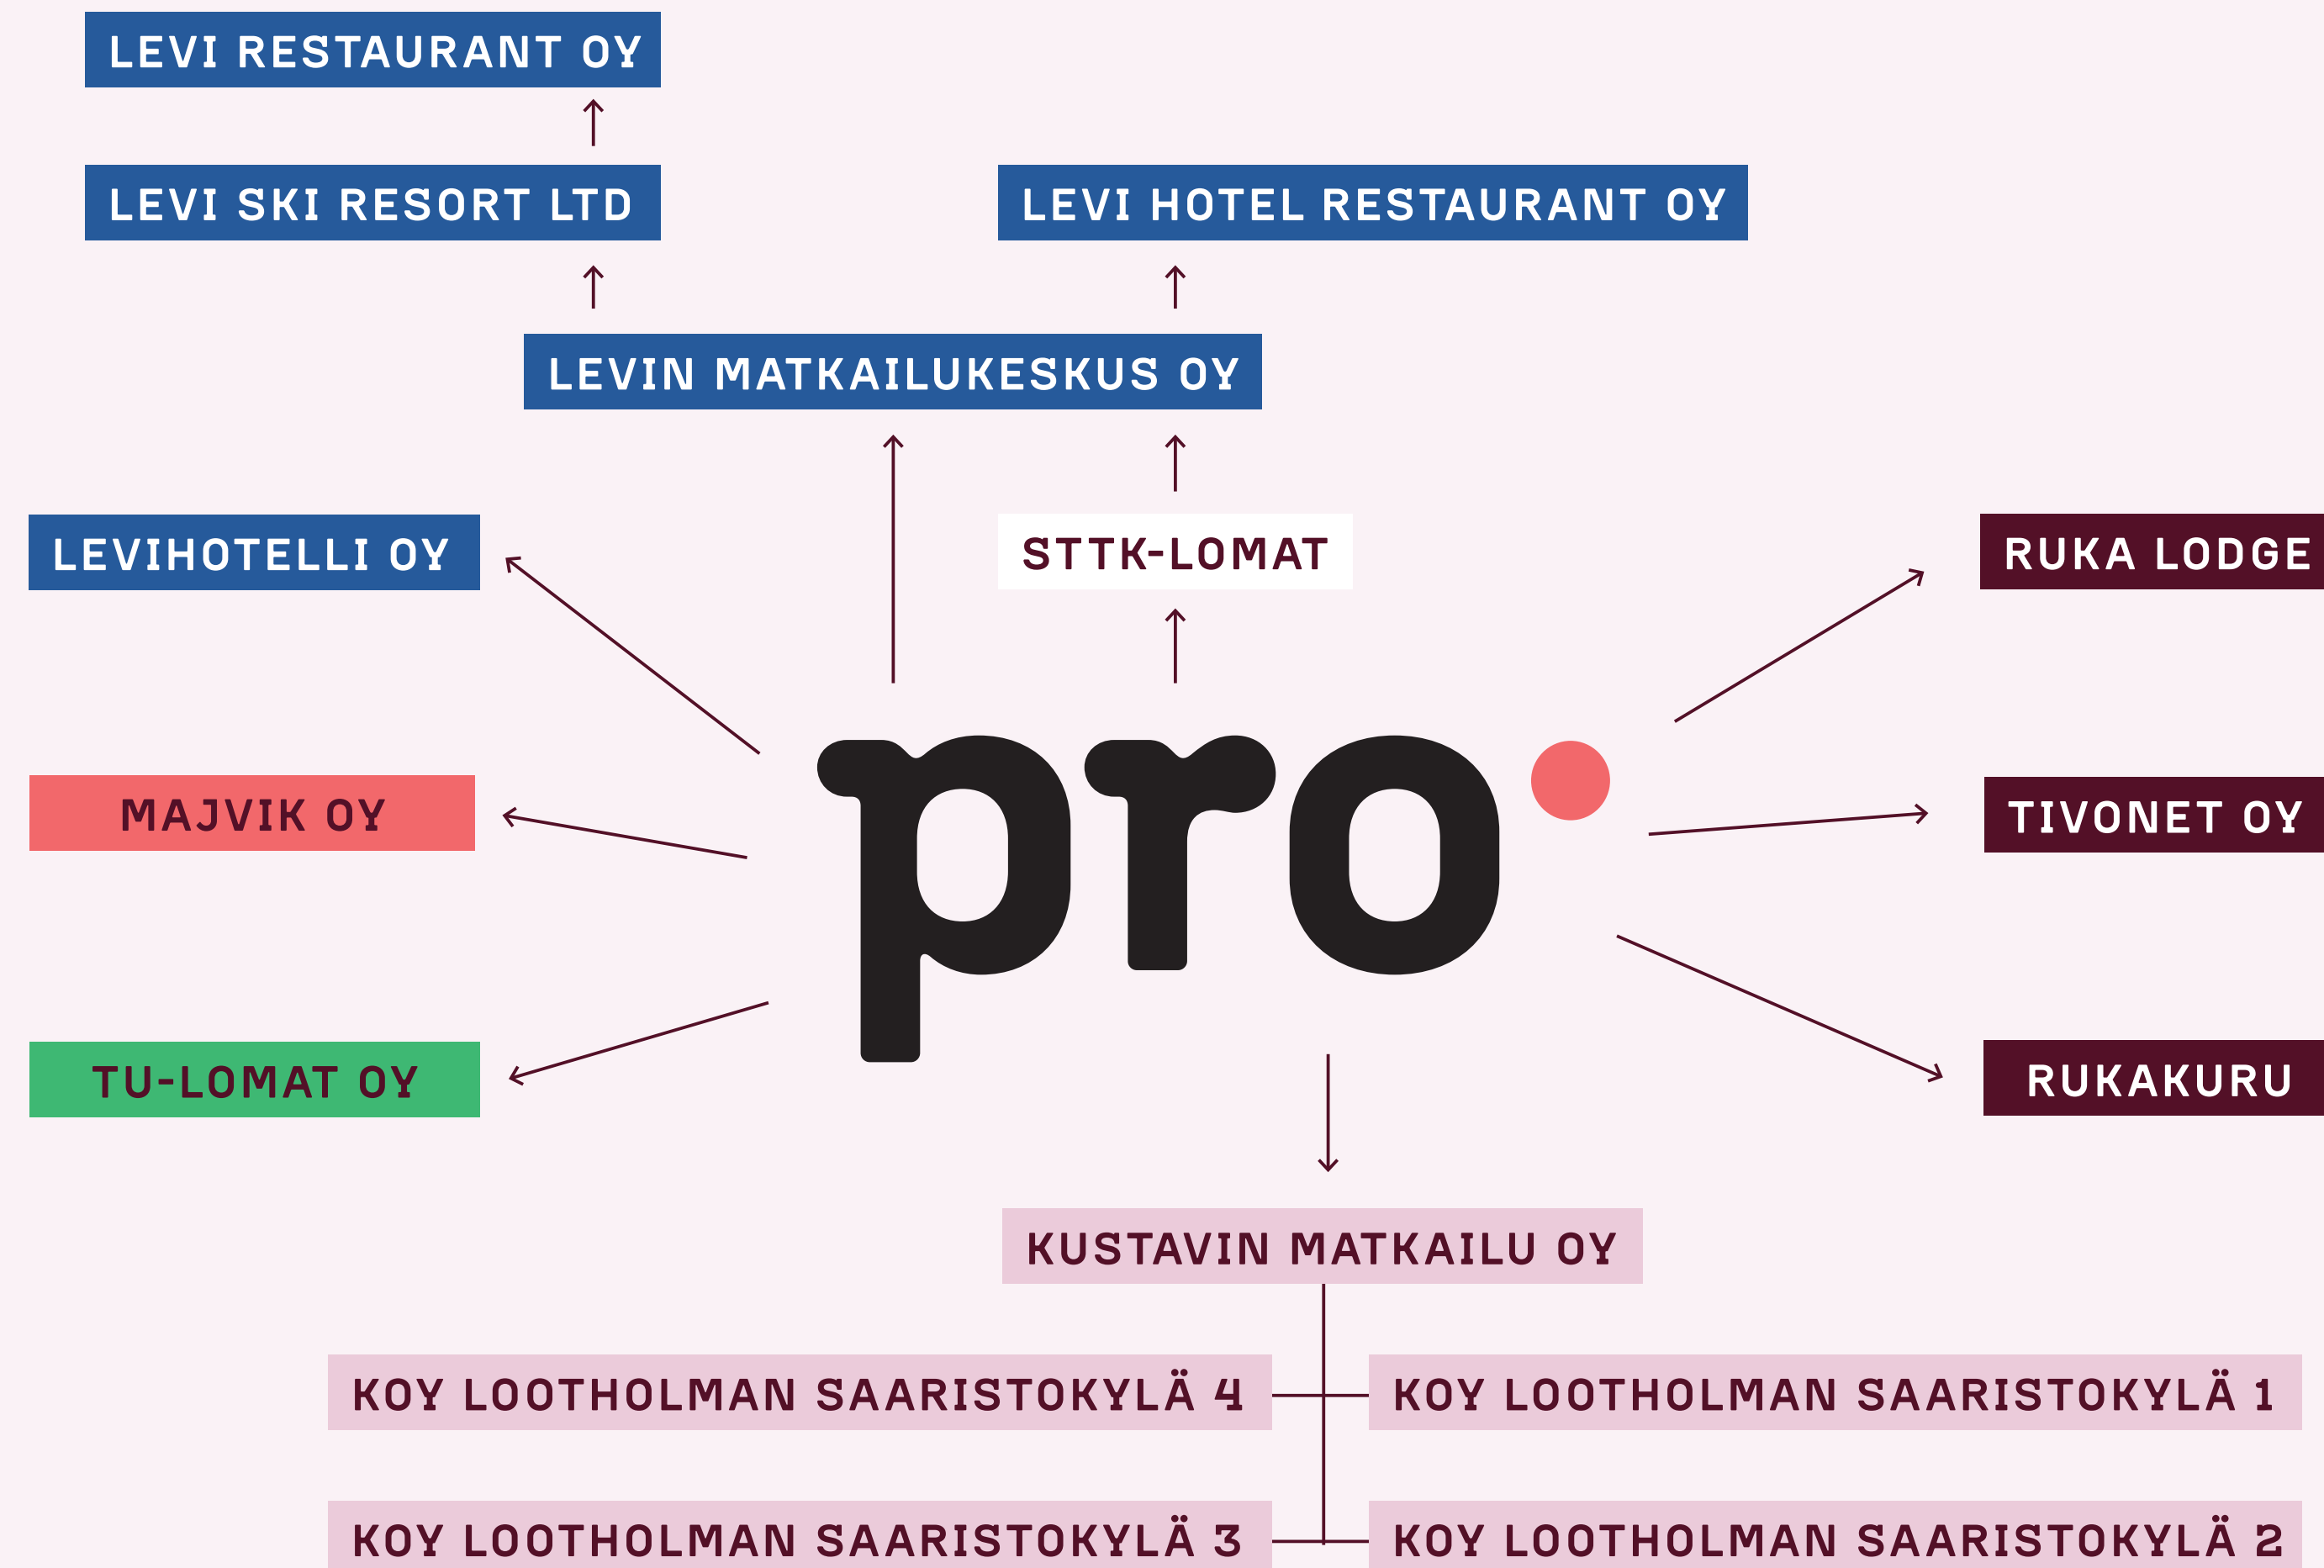 LEVI RESTAURANT OY
LEVI SKI RESORT LTD
LEVI HOTEL RESTAURANT OY
LEVIN MATKAILUKESKUS OY
LEVIHOTELLI OY
STTK-LOMAT
RUKA LODGE
MAJVIK OY
pro
TIVONET OY
TU-LOMAT OY
RUKAKURU
KUSTAVIN MATKAILU OY
KOY LOOTHOLMAN SAARISTOKYLÄ 4
KOY LOOTHOLMAN SAARISTOKYLÄ 1
KOY LOOTHOLMAN SAARISTOKYLÄ 3
KOY LOOTHOLMAN SAARISTOKYLÄ 2